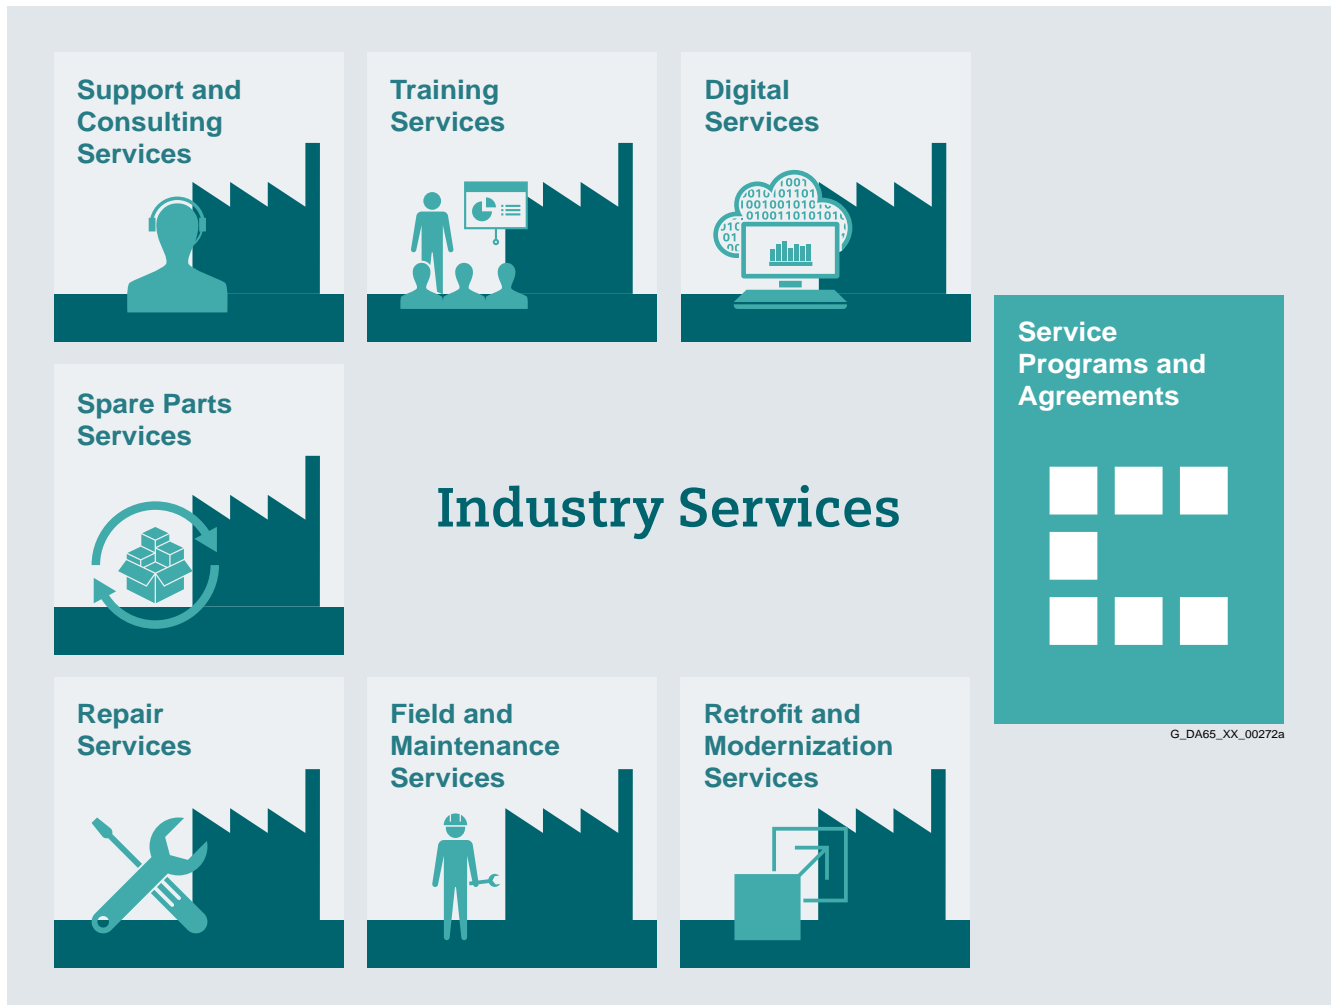 Support and
Consulting
Services
Training
Services
Digital
Services
Spare Parts
Services
Industry Services
Service
Programs and
Agreements
Repair
Services
Field and
Maintenance
Services
Retrofit and
Modernization
Services
G_DA65_XX_00272a